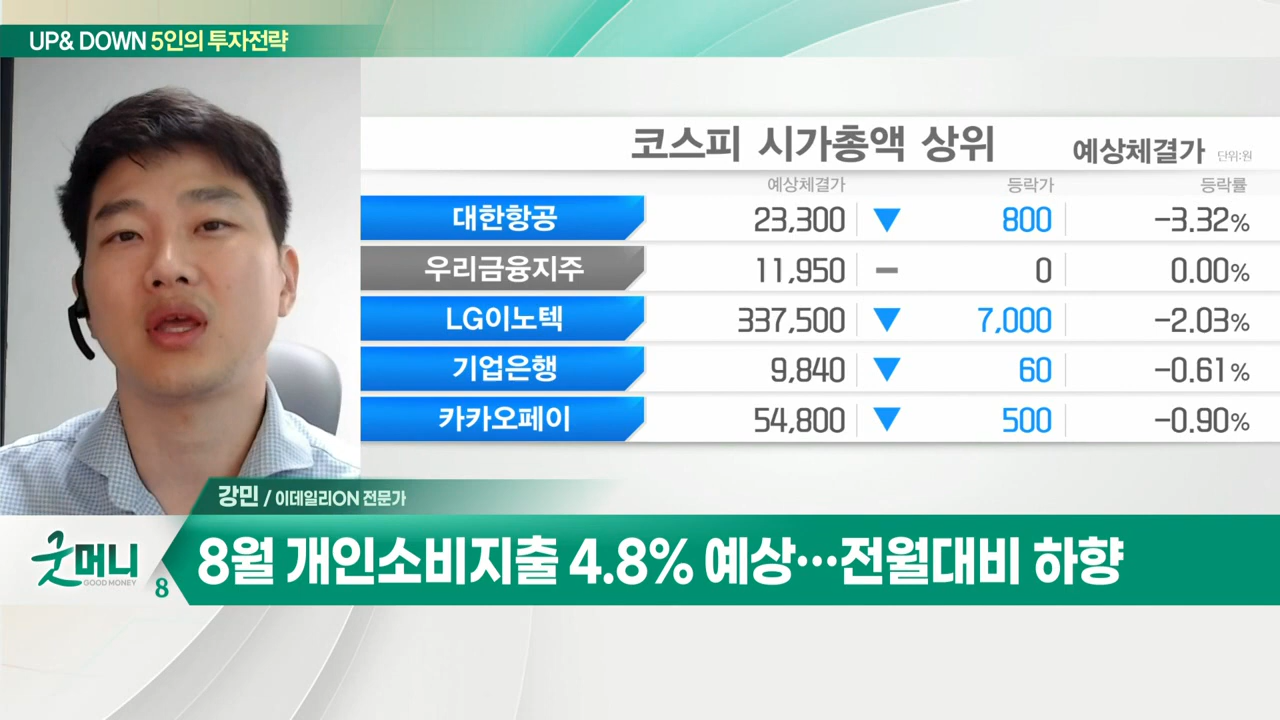 UP& DOWN 5인의 투자전략
코스피 시가총액 상위 예상체결가 단위:원
예상체결가 등락가 등락률
대한항공 23,300 ▼ 800 -3.32%
우리금융지주 11,950 - 0 0.00%
LG이노텍 337,500 ▼ 7,000 -2.03%
기업은행 9,840 ▼ 60 -0.61%
카카오페이 54,800 ▼ 500 -0.90%
강민 / 이데일리ON 전문가
굿머니
GOOD MONEY
8
8월 개인소비지출 4.8% 예상…전월대비 하향